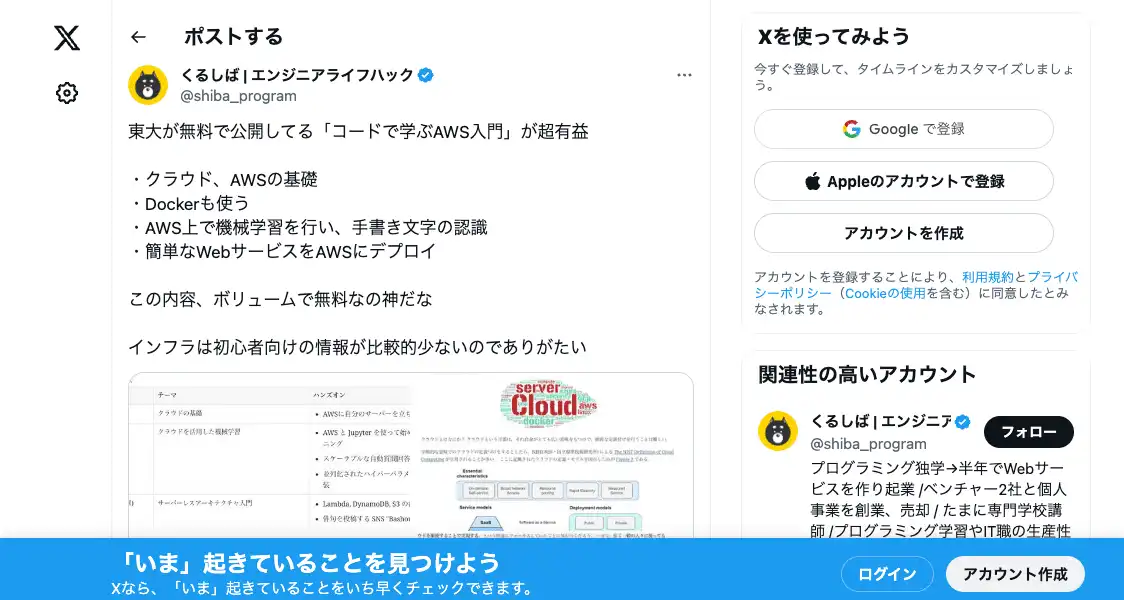 ポストする
くるしば | エンジニアライフハック
@shiba_program
東大が無料で公開してる「コードで学ぶAWS入門」が超有益
・クラウド、AWSの基礎
・Dockerも使う
・AWS上で機械学習を行い、手書き文字の認識
・簡単なWebサービスをAWSにデプロイ
この内容、ボリュームで無料なの神だな
インフラは初心者向けの情報が比較的少ないのでありがたい
テーマ
ハンズオン
クラウドの基礎
• AWSに自分のサーバーを立ち
クラウドを活用した機械学習
• AWS と Jupyter を使って始め
ニング
• スケーラブルな自動質問回答
• 並列化されたハイパーパラメ
サーバーレスアーキテクチャ入門
• Lambda, DynamoDB, S3 の
• 俳句を投稿する SNS "Bashou
server
Cloud
aws
linux
docker
Essential
characteristics
Service models
Deployment models
SaaS
Software as a Service
Public
Private
Xを使ってみよう
今すぐ登録して、タイムラインをカスタマイズしましょ
う。
Google で登録
Appleのアカウントで登録
アカウントを作成
アカウントを登録することにより、利用規約とプライバ
シーポリシー（Cookieの使用を含む）に同意したとみ
なされます。
関連性の高いアカウント
くるしば | エンジニア
@shiba_program
フォロー
プログラミング独学→半年でWebサー
ビスを作り起業 /ベンチャー2社と個人
事業を創業、売却 / たまに専門学校講
師 /プログラミング学習やIT職の生産性
「いま」起きていることを見つけよう
Xなら、「いま」起きていることをいち早くチェックできます。
ログイン
アカウント作成